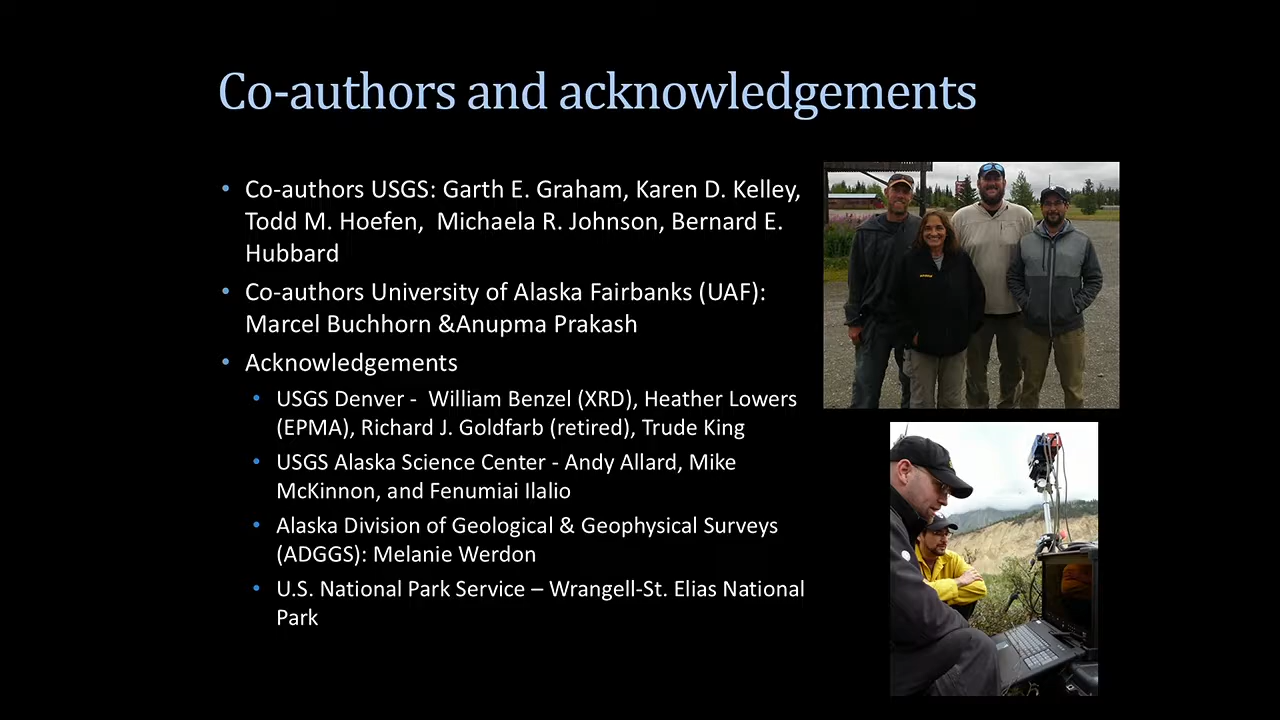 Co-authors and acknowledgements
• Co-authors USGS: Garth E. Graham, Karen D. Kelley,
Todd M. Hoefen,  Michaela R. Johnson, Bernard E.
Hubbard
• Co-authors University of Alaska Fairbanks (UAF):
Marcel Buchhorn &Anupma Prakash
• Acknowledgements
• USGS Denver -  William Benzel (XRD), Heather Lowers
(EPMA), Richard J. Goldfarb (retired), Trude King
• USGS Alaska Science Center - Andy Allard, Mike
McKinnon, and Fenumiai Ilalio
• Alaska Division of Geological & Geophysical Surveys
(ADGGS): Melanie Werdon
• U.S. National Park Service – Wrangell-St. Elias National
Park